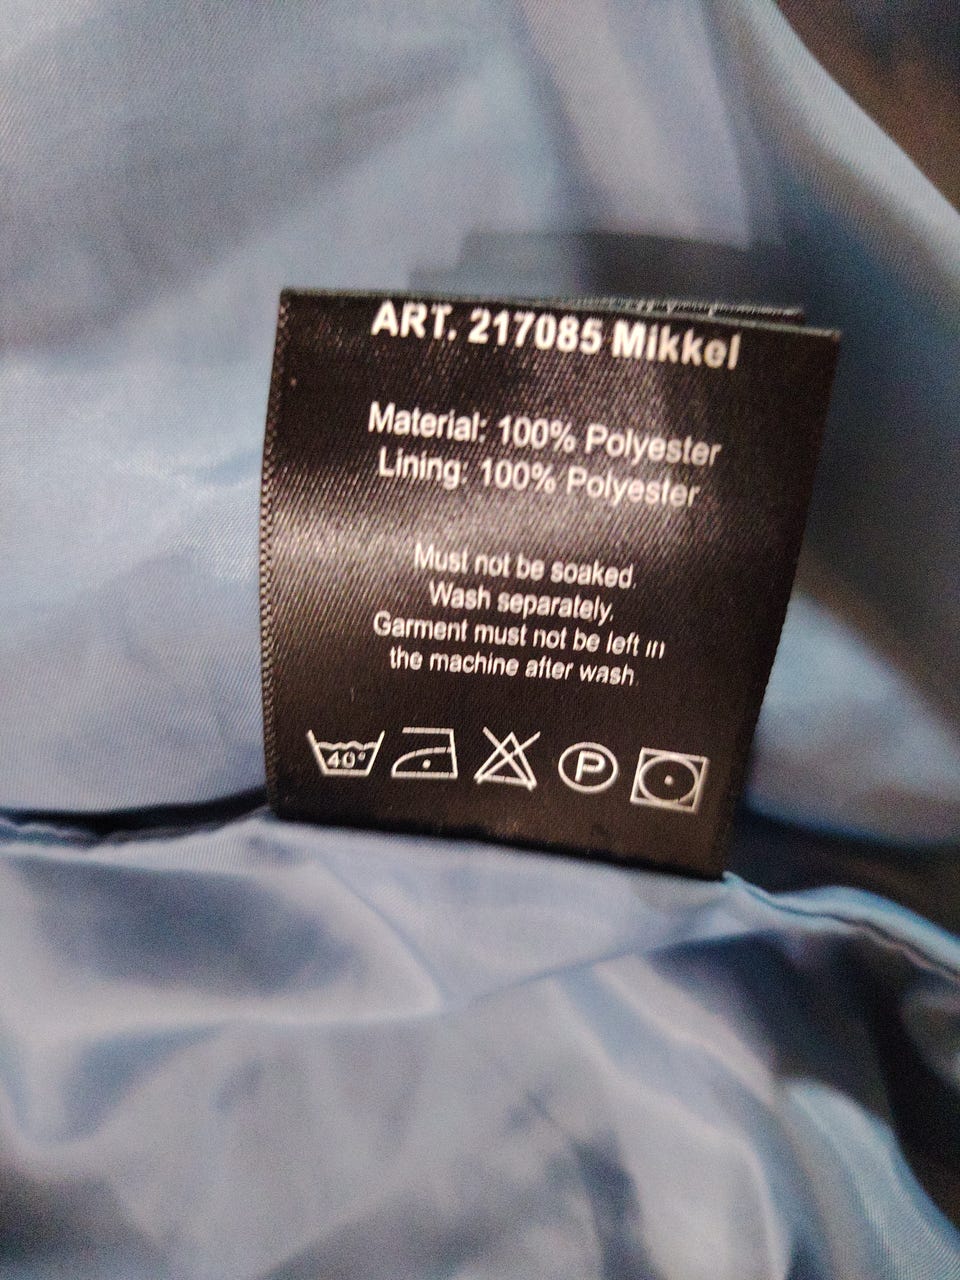 ART. 217085 Mikkel
Material: 100% Polyester
Lining: 100% Polyester
Must not be soaked.
Wash separately.
Garment must not be left in
the machine after wash.
40°
P